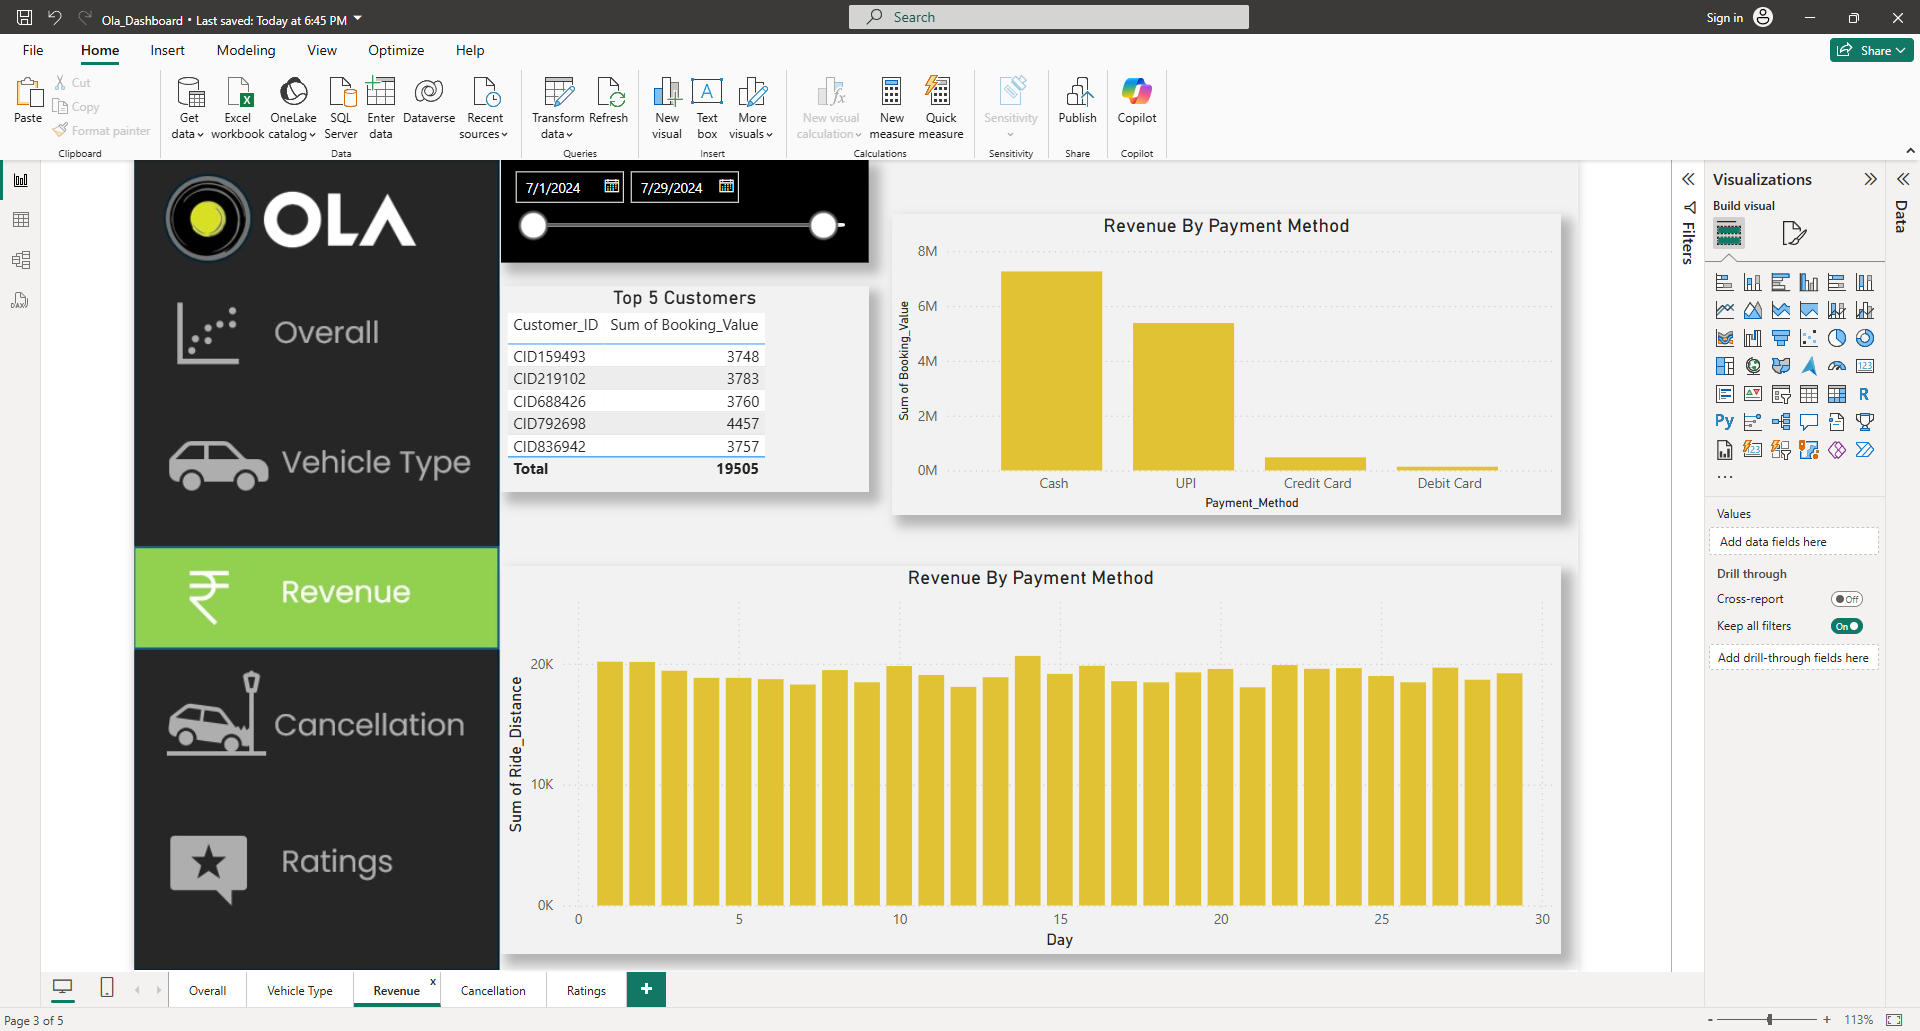 Ola_Dashboard • Last saved: Today at 6:45 PM
Search
Sign in
File Home Insert Modeling View Optimize Help
Share
Paste
Cut
Copy
Format painter
Clipboard
Get data
Excel workbook
OneLake catalog
SQL Server
Enter data
Dataverse
Recent sources
Data
Transform data
Refresh
Queries
New visual
Text box
More visuals
Insert
New visual calculation
New measure
Quick measure
Calculations
Sensitivity
Sensitivity
Publish
Share
Copilot
Copilot
OLA
Overall
Vehicle Type
Revenue
Cancellation
Ratings
7/1/2024 7/29/2024
Top 5 Customers
Customer_ID Sum of Booking_Value
CID159493 3748
CID219102 3783
CID688426 3760
CID792698 4457
CID836942 3757
Total 19505
Revenue By Payment Method
Sum of Booking_Value
8M
6M
4M
2M
0M
Cash UPI Credit Card Debit Card
Payment_Method
Revenue By Payment Method
Sum of Ride_Distance
20K
10K
0K
0 5 10 15 20 25 30
Day
Filters
Visualizations
Build visual
123
R
Py
123
...
Values
Add data fields here
Drill through
Cross-report Off
Keep all filters On
Add drill-through fields here
Data
DAX
Overall Vehicle Type Revenue x Cancellation Ratings +
Page 3 of 5
- + 113%